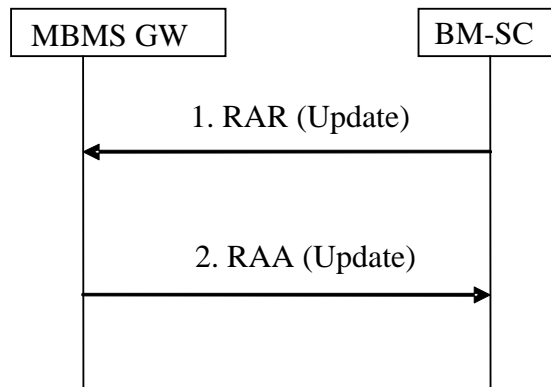 MBMS GW
BM-SC
1. RAR (Update)
2. RAA (Update)